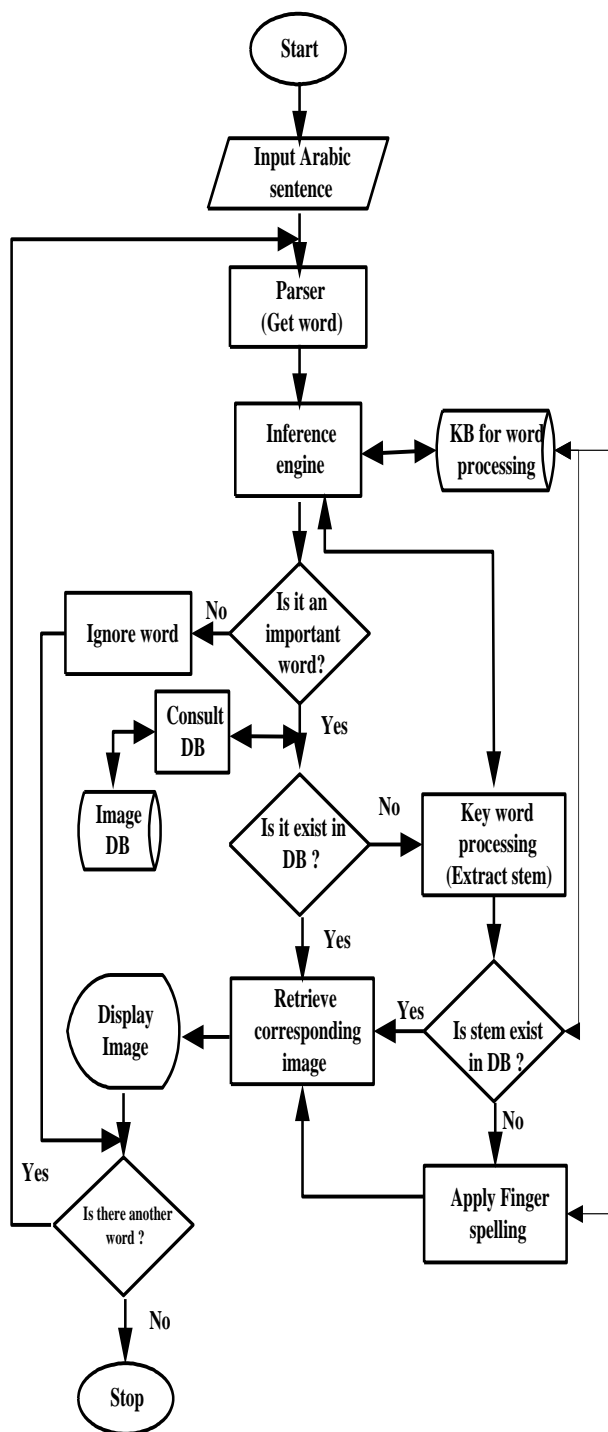 Start
Input Arabic
sentence
Parser
(Get word)
Inference
engine
KB for word
processing
Is it an
important
word?
No
Ignore word
Yes
Consult
DB
Image
DB
Is it exist in
DB ?
No
Key word
processing
(Extract stem)
Yes
Retrieve
corresponding
image
Yes
Is stem exist
in DB ?
Display
Image
No
Apply Finger
spelling
Yes
Is there another
word ?
No
Stop